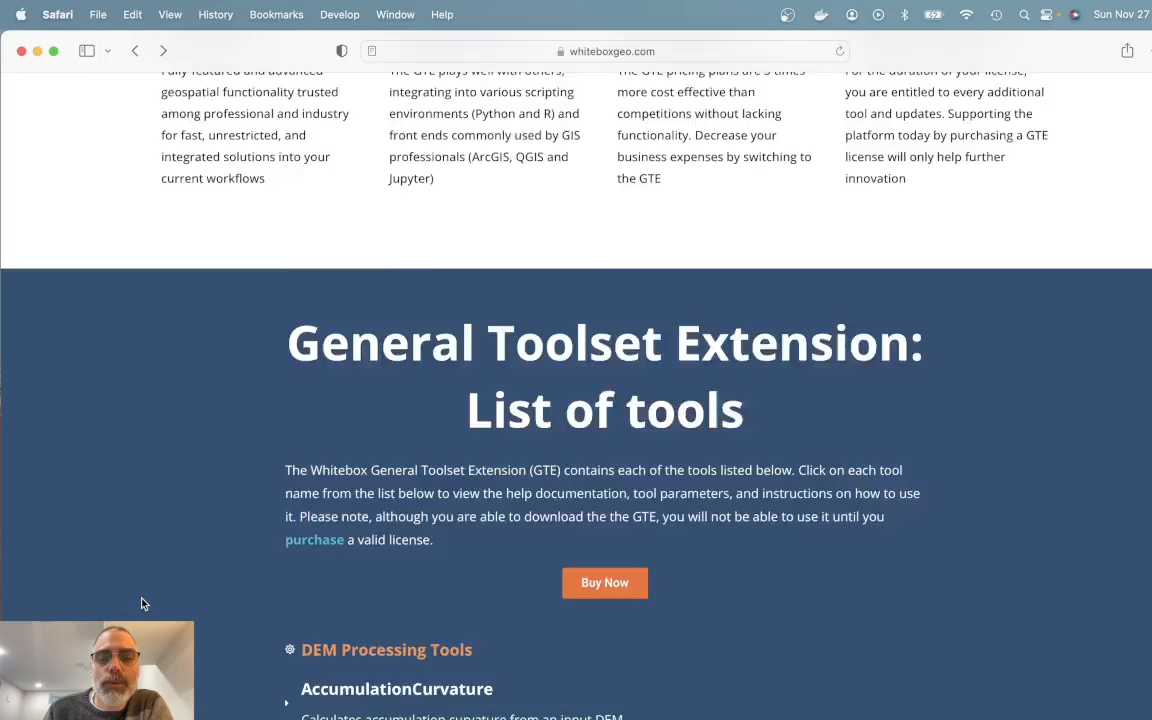 Safari File Edit View History Bookmarks Develop Window Help Sun Nov 27
whiteboxgeo.com
Fully featured and advanced
geospatial functionality trusted
among professional and industry
for fast, unrestricted, and
integrated solutions into your
current workflows
The GTE plays well with others,
integrating into various scripting
environments (Python and R) and
front ends commonly used by GIS
professionals (ArcGIS, QGIS and
Jupyter)
The GTE pricing plans are 5 times
more cost effective than
competitions without lacking
functionality. Decrease your
business expenses by switching to
the GTE
For the duration of your license,
you are entitled to every additional
tool and updates. Supporting the
platform today by purchasing a GTE
license will only help further
innovation
General Toolset Extension:
List of tools
The Whitebox General Toolset Extension (GTE) contains each of the tools listed below. Click on each tool
name from the list below to view the help documentation, tool parameters, and instructions on how to use
it. Please note, although you are able to download the the GTE, you will not be able to use it until you
purchase a valid license.
Buy Now
DEM Processing Tools
AccumulationCurvature
Calculates accumulation curvature from an input DEM